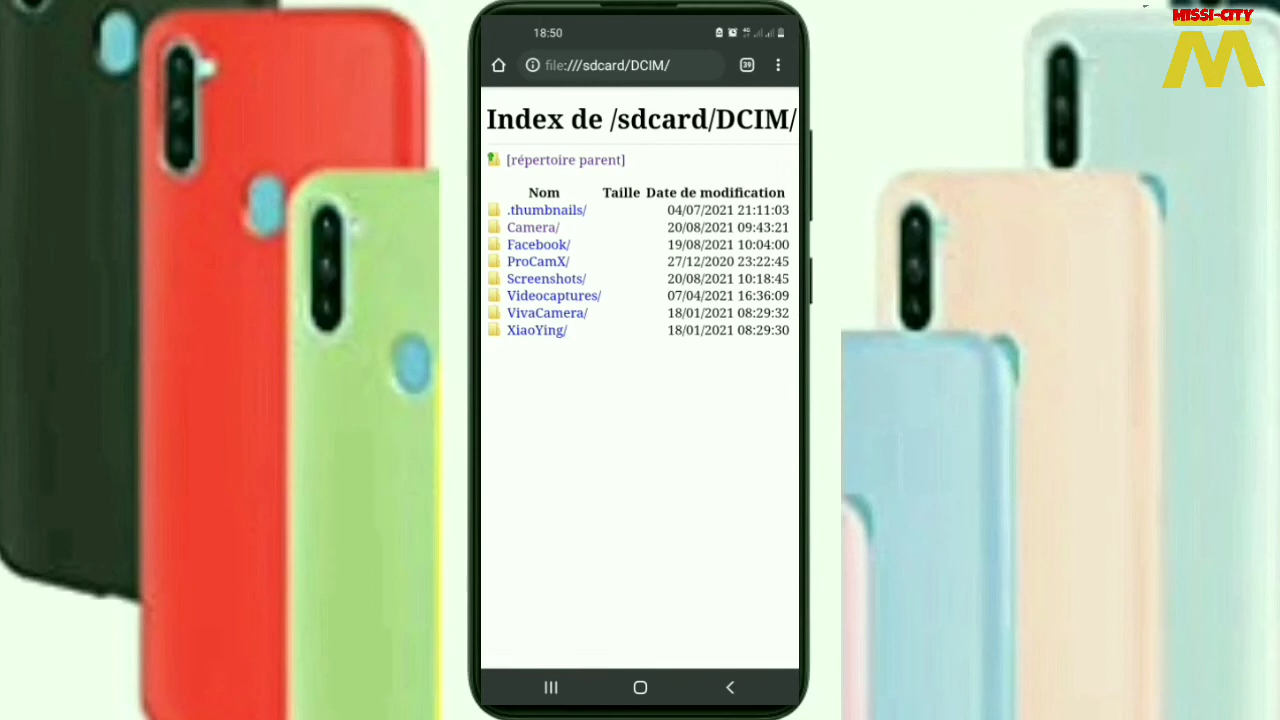 MISSI-CITY
M
18:50
file:///sdcard/DCIM/
39
Index de /sdcard/DCIM/
[répertoire parent]
Nom Taille Date de modification
.thumbnails/ 04/07/2021 21:11:03
Camera/ 20/08/2021 09:43:21
Facebook/ 19/08/2021 10:04:00
ProCamX/ 27/12/2020 23:22:45
Screenshots/ 20/08/2021 10:18:45
Videocaptures/ 07/04/2021 16:36:09
VivaCamera/ 18/01/2021 08:29:32
XiaoYing/ 18/01/2021 08:29:30